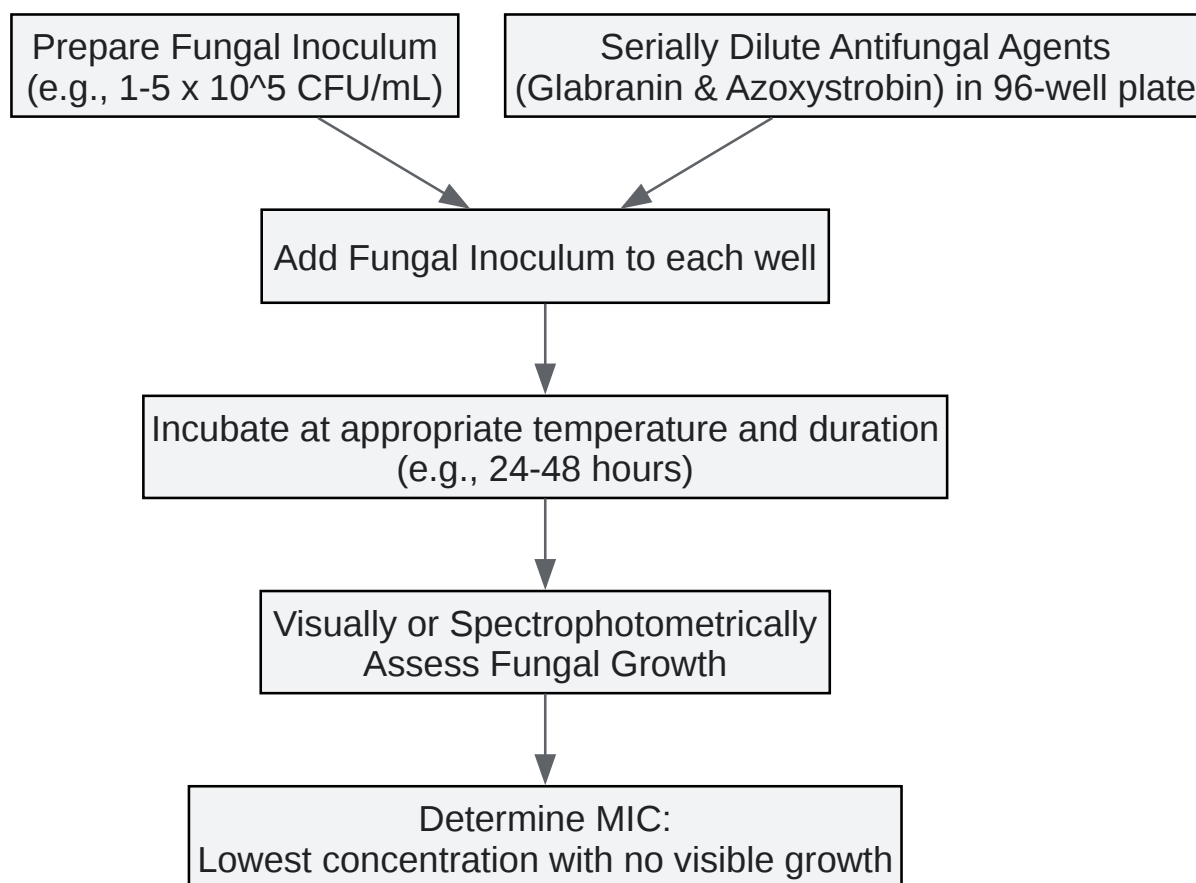 Prepare Fungal Inoculum
(e.g., 1-5 x 10^5 CFU/mL)
Serially Dilute Antifungal Agents
(Glabranin & Azoxystrobin) in 96-well plate
Add Fungal Inoculum to each well
Incubate at appropriate temperature and duration
(e.g., 24-48 hours)
Visually or Spectrophotometrically
Assess Fungal Growth
Determine MIC:
Lowest concentration with no visible growth